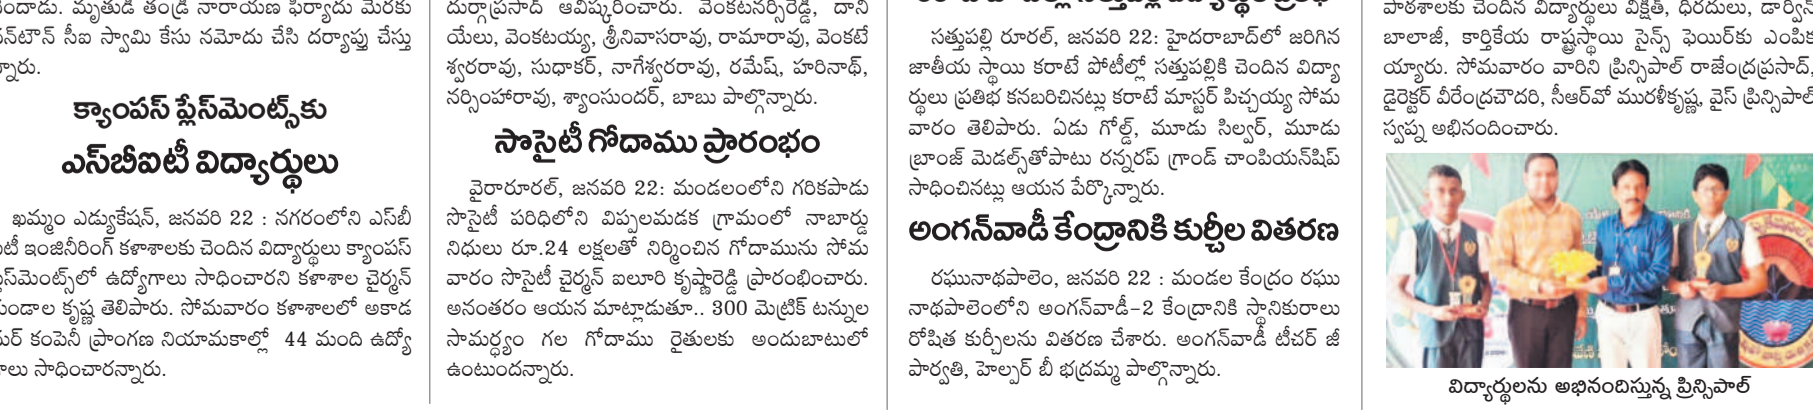 మృతుడి తండ్రి నారాయణ ఫిర్యాదు మేరకు
సీఐ స్వామి కేసు నమోదు చేసి దర్యాప్తు చేస్తు
న్నారు.
క్యాంపస్ ప్లేస్‌మెంట్స్‌కు
ఎస్‌బీఐటీ విద్యార్థులు
ఖమ్మం ఎడ్యుకేషన్, జనవరి 22 : నగరంలోని ఎస్‌బీ
ఐటీ ఇంజినీరింగ్ కళాశాలకు చెందిన విద్యార్థులు క్యాంపస్
ప్లేస్‌మెంట్స్‌లో ఉద్యోగాలు సాధించారని కళాశాల చైర్మన్
గుండాల కృష్ణ తెలిపారు. సోమవారం కళాశాలలో అకాడ
కంపెనీ ప్రాంగణ నియామకాల్లో 44 మంది ఉద్యో
గాలు సాధించారన్నారు.
దుర్గాప్రసాద్ ఆవిష్కరించారు. వెంకటనర్సిరెడ్డి, దాని
యేలు, వెంకటయ్య, శ్రీనివాసరావు, రామారావు, వెంకటే
శ్వరరావు, సుధాకర్, నాగేశ్వరరావు, రమేష్, హరినాథ్,
నర్సింహారావు, శ్యాంసుందర్, బాబు పాల్గొన్నారు.
సొసైటీ గోదాము ప్రారంభం
వైరారూరల్, జనవరి 22: మండలంలోని గరికపాడు
సొసైటీ పరిధిలోని విప్పలమడక గ్రామంలో నాబార్డు
నిధులు రూ.24 లక్షలతో నిర్మించిన గోదామును సోమ
వారం సొసైటీ చైర్మన్ ఐలూరి కృష్ణారెడ్డి ప్రారంభించారు.
అనంతరం ఆయన మాట్లాడుతూ.. 300 మెట్రిక్ టన్నుల
సామర్థ్యం గల గోదాము రైతులకు అందుబాటులో
ఉంటుందన్నారు.
సత్తుపల్లి రూరల్, జనవరి 22: హైదరాబాద్‌లో జరిగిన
జాతీయ స్థాయి కరాటే పోటీల్లో సత్తుపల్లికి చెందిన విద్యా
ర్థులు ప్రతిభ కనబరిచినట్లు కరాటే మాస్టర్ పిచ్చయ్య సోమ
వారం తెలిపారు. ఏడు గోల్డ్, మూడు సిల్వర్, మూడు
బ్రాంజ్ మెడల్స్‌తోపాటు రన్నరప్ గ్రాండ్ చాంపియన్‌షిప్
సాధించినట్లు ఆయన పేర్కొన్నారు.
అంగన్‌వాడీ కేంద్రానికి కుర్చీల వితరణ
రఘునాథపాలెం, జనవరి 22 : మండల కేంద్రం రఘు
నాథపాలెంలోని అంగన్‌వాడీ-2 కేంద్రానికి స్థానికురాలు
రోషిత కుర్చీలను వితరణ చేశారు. అంగన్‌వాడీ టీచర్ జీ
పార్వతి, హెల్పర్ బీ భద్రమ్మ పాల్గొన్నారు.
పాఠశాలకు చెందిన విద్యార్థులు విక్షిత్, ధీరదులు, డార్విన్
బాలాజీ, కార్తికేయ రాష్ట్రస్థాయి సైన్స్ ఫెయిర్‌కు ఎంపిక
య్యారు. సోమవారం వారిని ప్రిన్సిపాల్ రాజేంద్రప్రసాద్,
డైరెక్టర్ వీరేంద్రచౌదరి, సీఆర్‌వో మురళీకృష్ణ, వైస్ ప్రిన్సిపాల్
స్వప్న అభినందించారు.
విద్యార్థులను అభినందిస్తున్న ప్రిన్సిపాల్